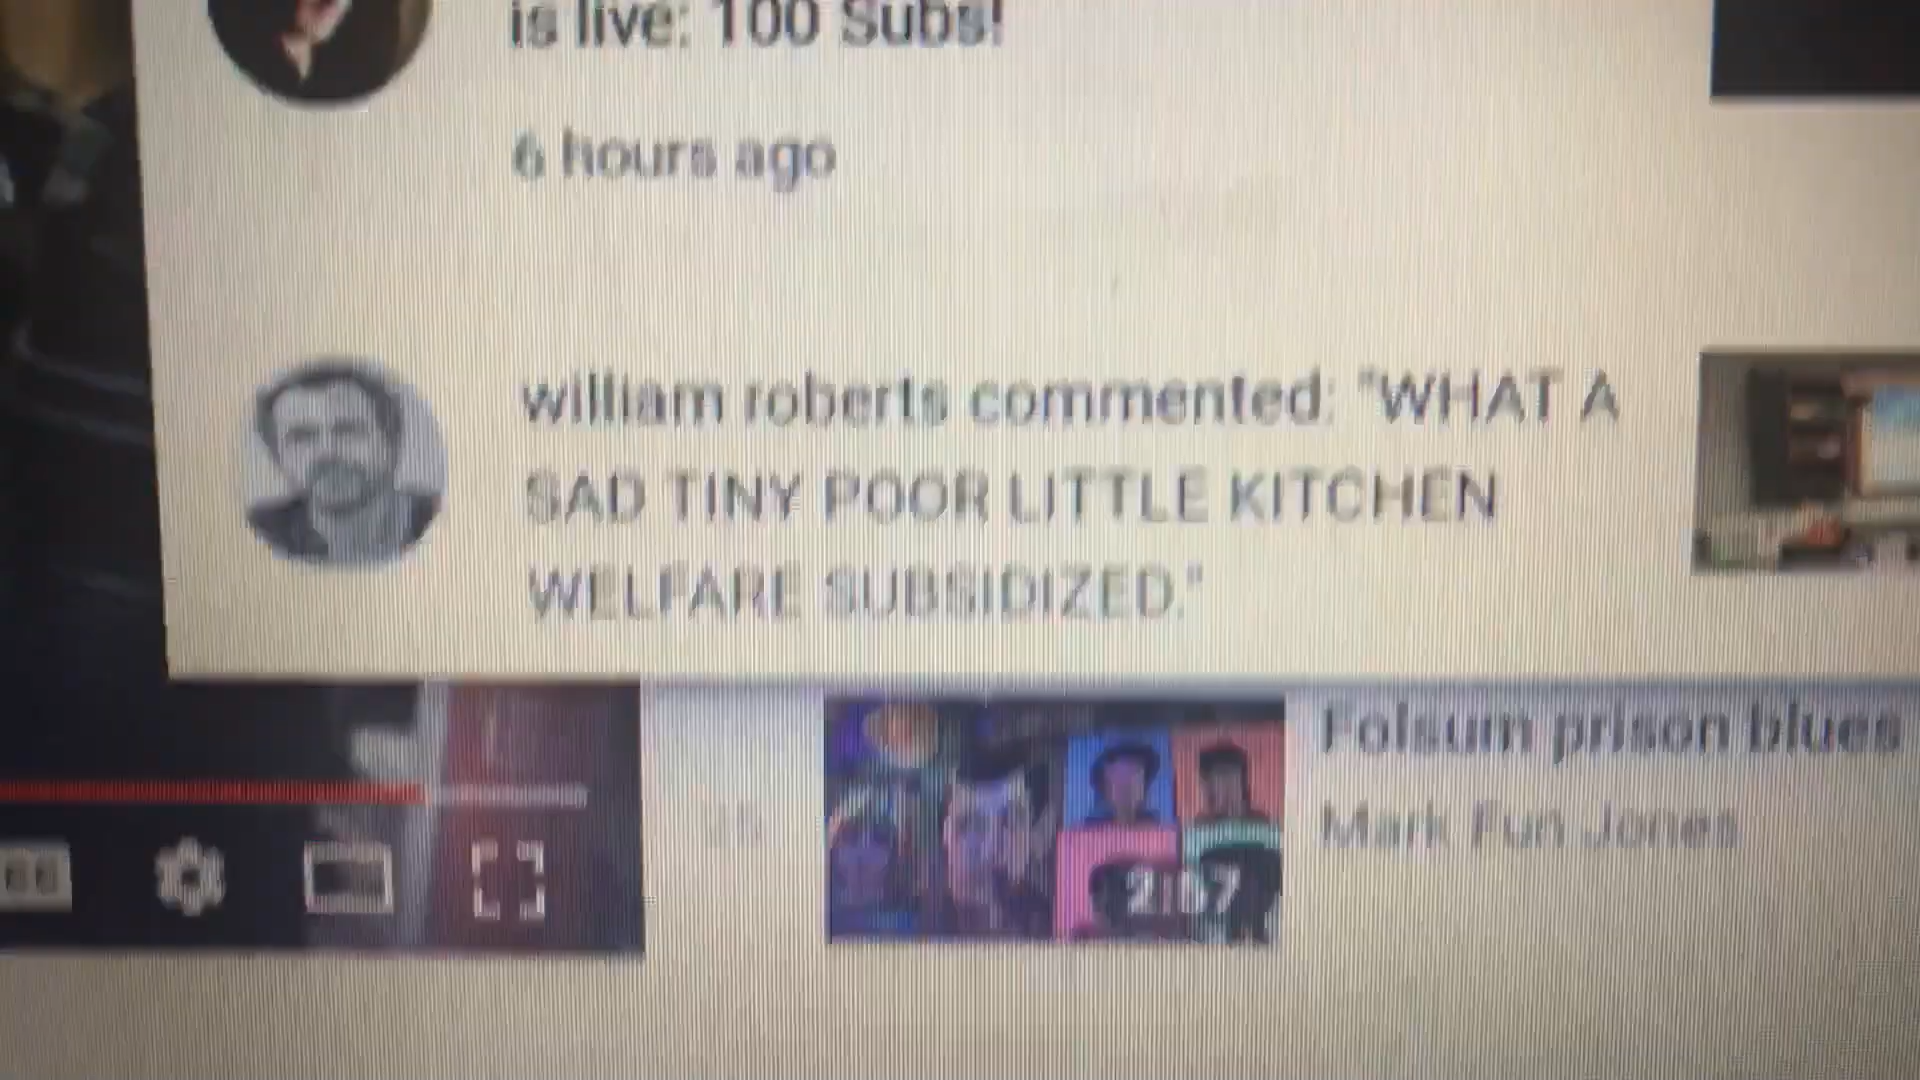 is live: 100 Subs!
6 hours ago
william roberts commented: "WHAT A
SAD TINY POOR LITTLE KITCHEN
WELFARE SUBSIDIZED."
Folsum prison blues
Mark Fun Jones
2:57